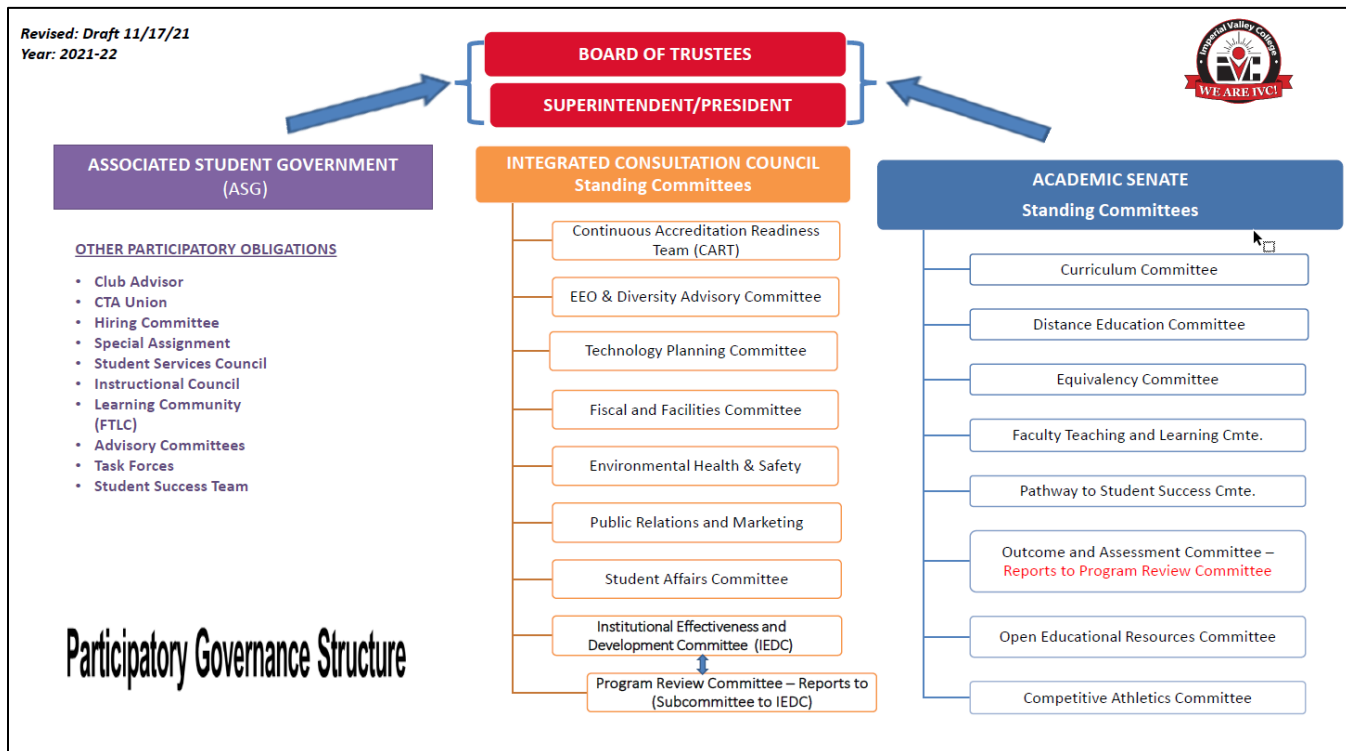 Revised: Draft 11/17/21
Year: 2021-22
BOARD OF TRUSTEES
SUPERINTENDENT/PRESIDENT
Imperial Valley College
IVC
WE ARE IVC!
ASSOCIATED STUDENT GOVERNMENT
(ASG)
OTHER PARTICIPATORY OBLIGATIONS
• Club Advisor
• CTA Union
• Hiring Committee
• Special Assignment
• Student Services Council
• Instructional Council
• Learning Community
(FTLC)
• Advisory Committees
• Task Forces
• Student Success Team
Participatory Governance Structure
INTEGRATED CONSULTATION COUNCIL
Standing Committees
Continuous Accreditation Readiness
Team (CART)
EEO & Diversity Advisory Committee
Technology Planning Committee
Fiscal and Facilities Committee
Environmental Health & Safety
Public Relations and Marketing
Student Affairs Committee
Institutional Effectiveness and
Development Committee (IEDC)
Program Review Committee – Reports to
(Subcommittee to IEDC)
ACADEMIC SENATE
Standing Committees
Curriculum Committee
Distance Education Committee
Equivalency Committee
Faculty Teaching and Learning Cmte.
Pathway to Student Success Cmte.
Outcome and Assessment Committee –
Reports to Program Review Committee
Open Educational Resources Committee
Competitive Athletics Committee